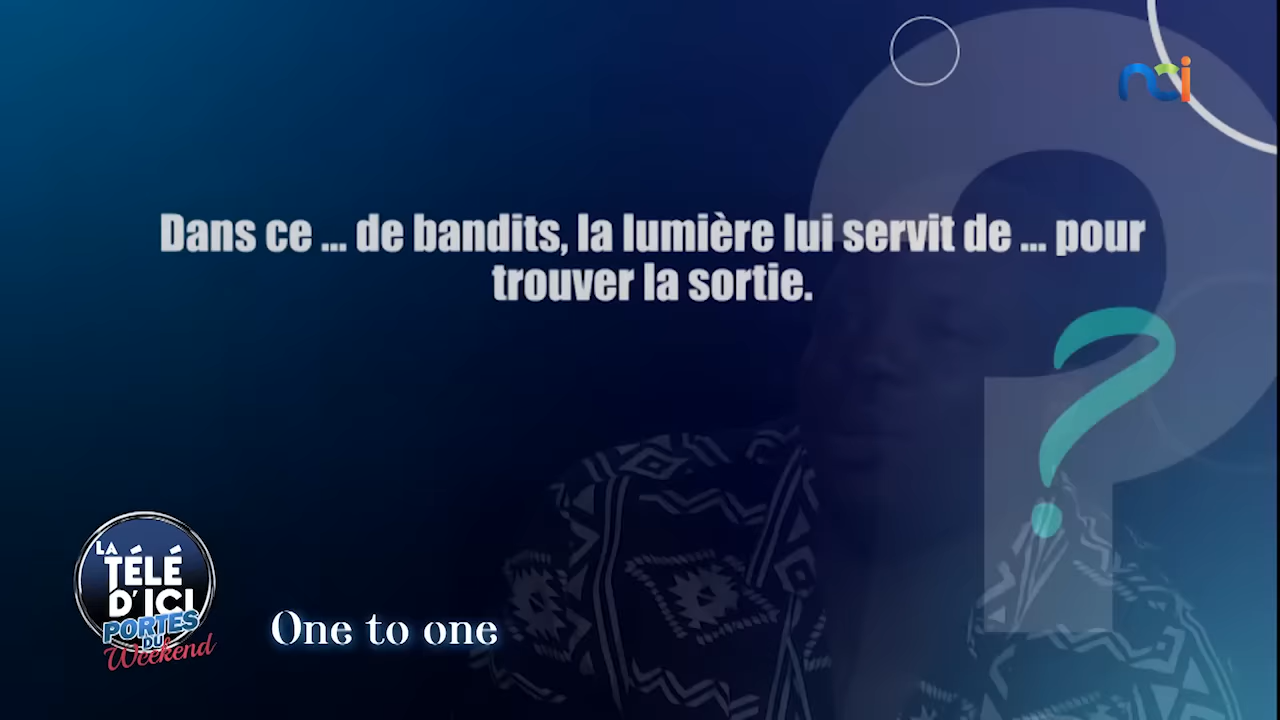 nci
Dans ce ... de bandits, la lumière lui servit de ... pour
trouver la sortie.
?
LA
TÉLÉ
D'ICI
PORTES
DU
Weekend
One to one